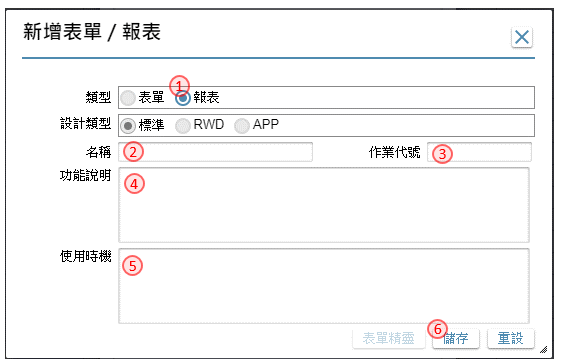 新增表單 / 報表
類型 表單 ① 報表
設計類型 標準 RWD APP
名稱 ② 作業代號 ③
功能說明 ④
使用時機 ⑤
表單精靈 ⑥ 儲存 重設